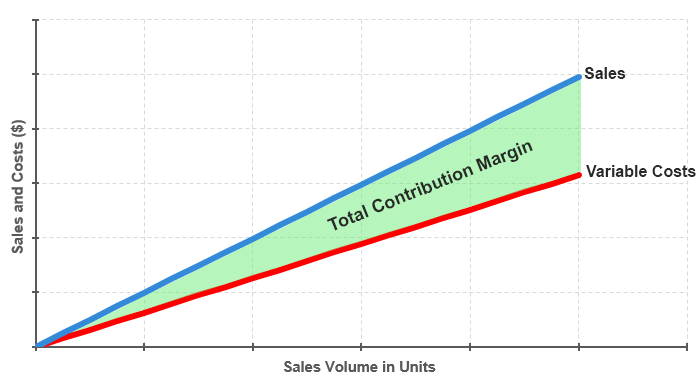 Sales
Total Contribution Margin
Variable Costs
Sales and Costs ($)
Sales Volume in Units